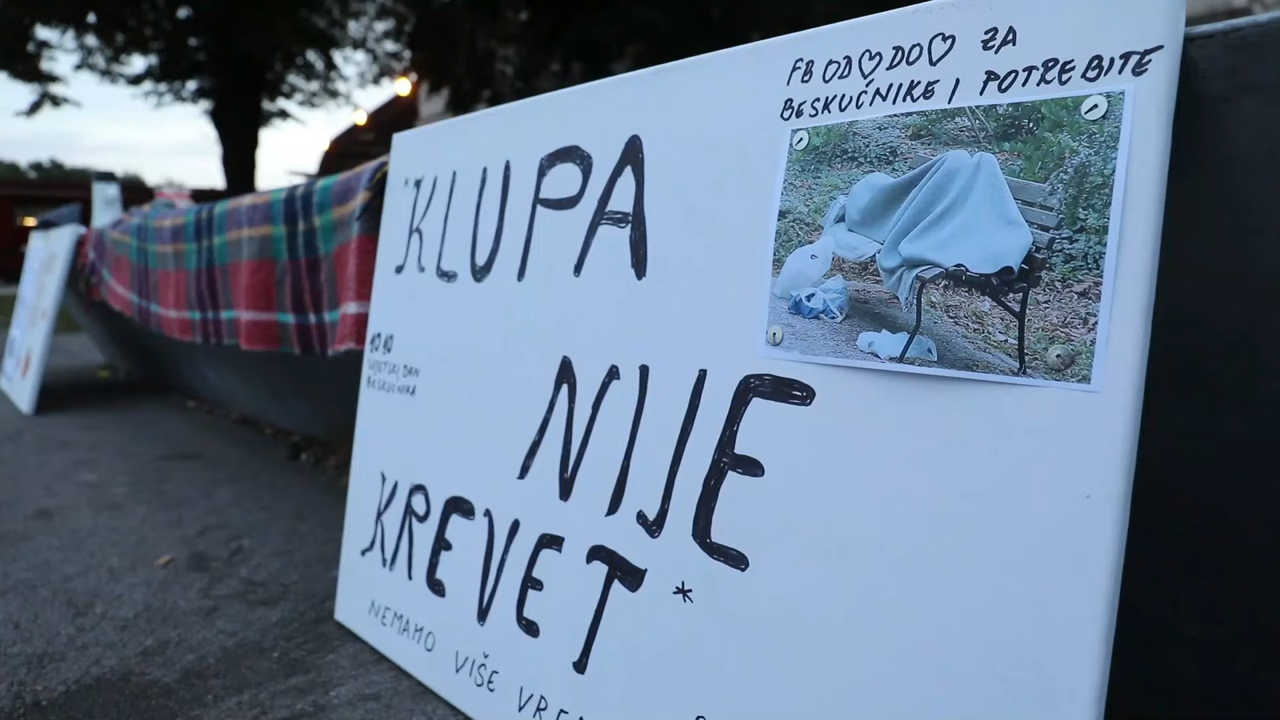 FB OD♡DO♡ ZA
BESKUĆNIKE I POTREBITE
KLUPA
NIJE
KREVET*
10 10
SVJETSKI DAN
BESKUĆNIKA
NEMAMO VIŠE